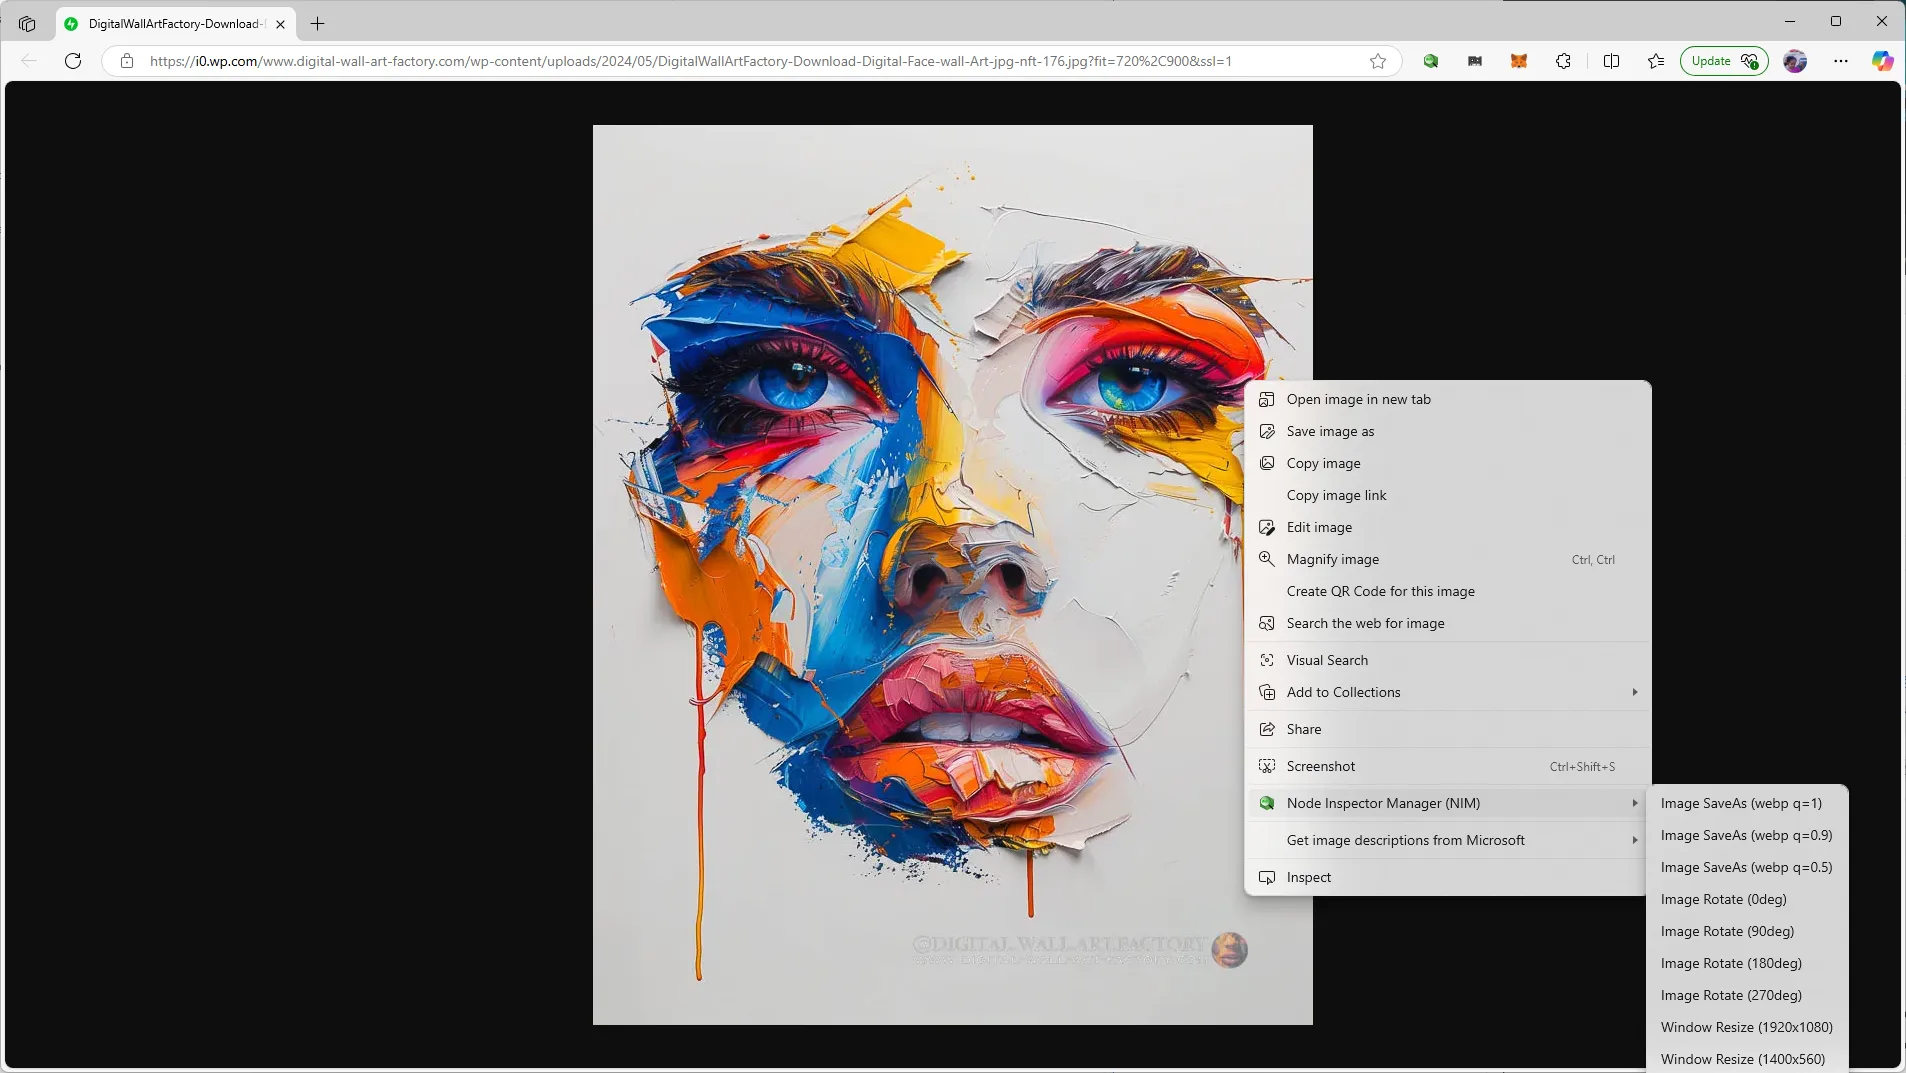 DigitalWallArtFactory-Download-
https://i0.wp.com/www.digital-wall-art-factory.com/wp-content/uploads/2024/05/DigitalWallArtFactory-Download-Digital-Face-wall-Art-jpg-nft-176.jpg?fit=720%2C900&ssl=1
Update
Open image in new tab
Save image as
Copy image
Copy image link
Edit image
Magnify image Ctrl, Ctrl
Create QR Code for this image
Search the web for image
Visual Search
Add to Collections
Share
Screenshot Ctrl+Shift+S
Node Inspector Manager (NIM)
Get image descriptions from Microsoft
Inspect
Image SaveAs (webp q=1)
Image SaveAs (webp q=0.9)
Image SaveAs (webp q=0.5)
Image Rotate (0deg)
Image Rotate (90deg)
Image Rotate (180deg)
Image Rotate (270deg)
Window Resize (1920x1080)
Window Resize (1400x560)
©DIGITAL.WALL.ART.FACTORY